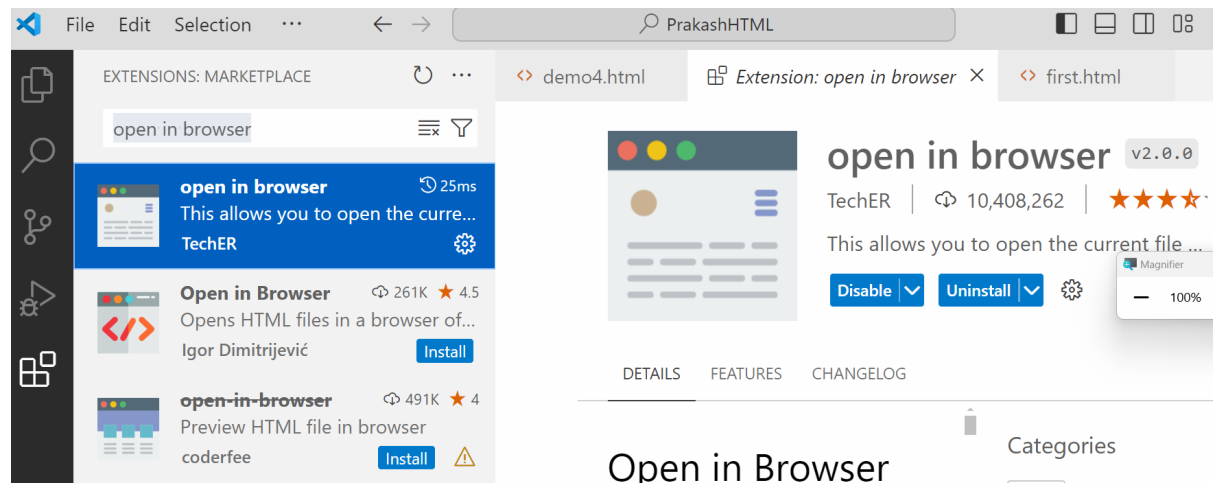 File Edit Selection ··· PrakashHTML
EXTENSIONS: MARKETPLACE
open in browser
open in browser 25ms
This allows you to open the curre...
TechER
Open in Browser 261K ★ 4.5
Opens HTML files in a browser of...
Igor Dimitrijević Install
open-in-browser 491K ★ 4
Preview HTML file in browser
coderfee Install
demo4.html Extension: open in browser first.html
open in browser v2.0.0
TechER 10,408,262
This allows you to open the current file ...
Disable Uninstall
Magnifier
100%
DETAILS FEATURES CHANGELOG
Open in Browser
Categories